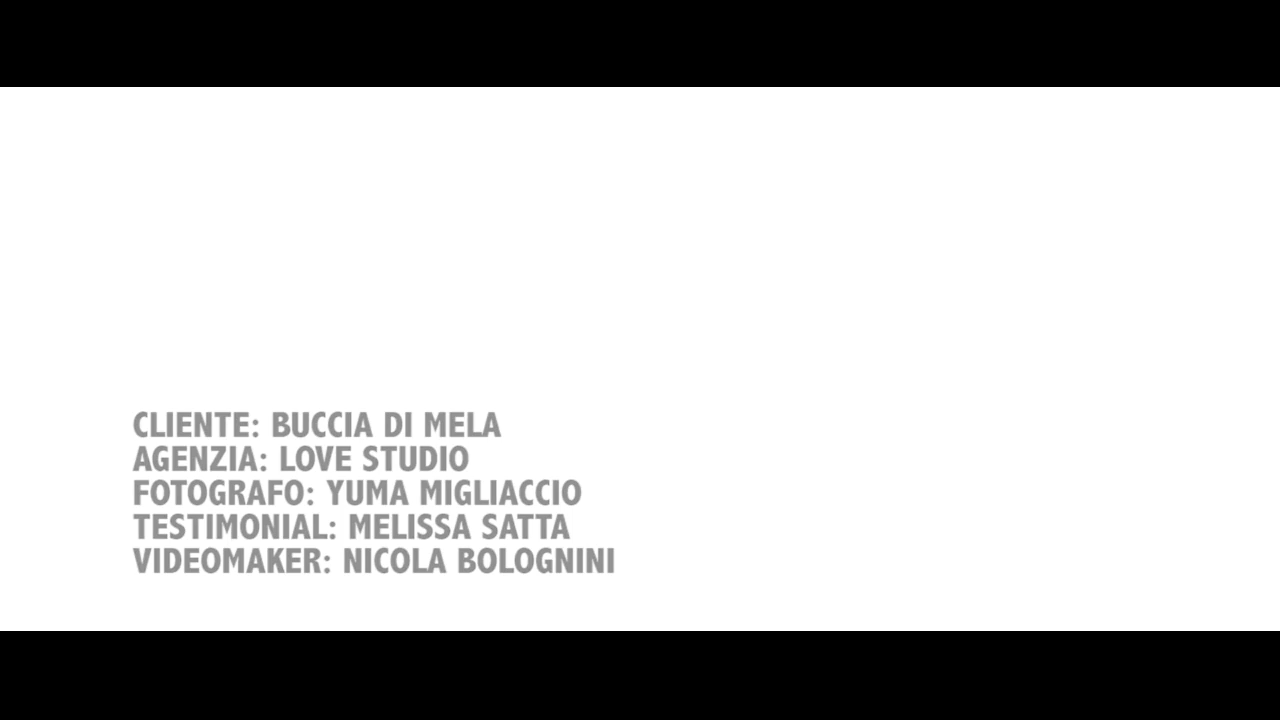 CLIENTE: BUCCIA DI MELA
AGENZIA: LOVE STUDIO
FOTOGRAFO: YUMA MIGLIACCIO
TESTIMONIAL: MELISSA SATTA
VIDEOMAKER: NICOLA BOLOGNINI